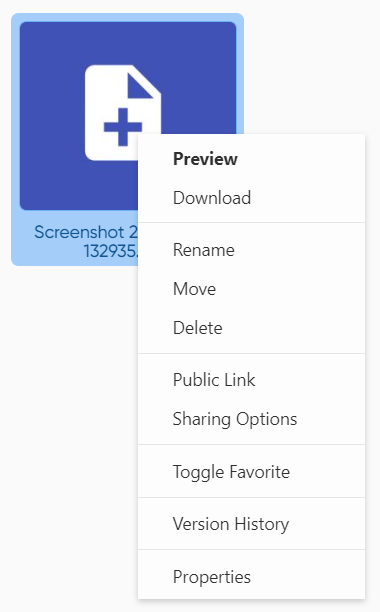 Screenshot 2
132935.
Preview
Download
Rename
Move
Delete
Public Link
Sharing Options
Toggle Favorite
Version History
Properties